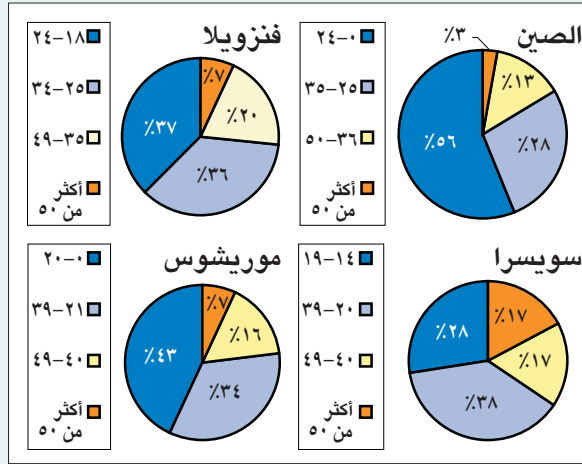 الصين
٠–٢٤
٢٥–٣٥
٣٦–٥٠
أكثر
من ٥٠
٪٣
٪١٣
٪٢٨
٪٥٦
فنزويلا
١٨–٢٤
٢٥–٣٤
٣٥–٤٩
أكثر
من ٥٠
٪٧
٪٢٠
٪٣٦
٪٣٧
سويسرا
١٤–١٩
٢٠–٣٩
٤٠–٤٩
أكثر
من ٥٠
٪١٧
٪١٧
٪٣٨
٪٢٨
موريشوس
٠–٢٠
٢١–٣٩
٤٠–٤٩
أكثر
من ٥٠
٪٧
٪١٦
٪٣٤
٪٤٣